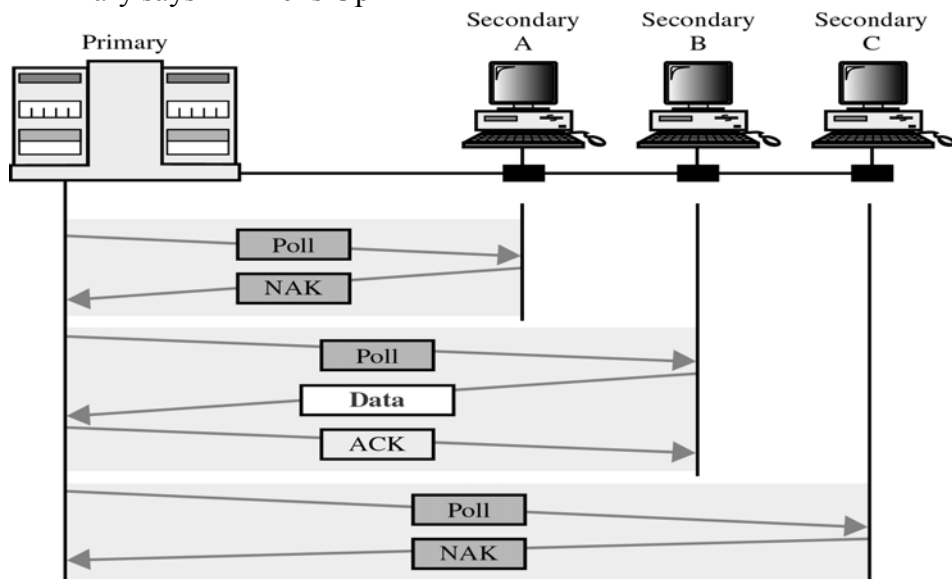 Secondary Secondary Secondary
Primary A B C
Poll
NAK
Poll
Data
ACK
Poll
NAK